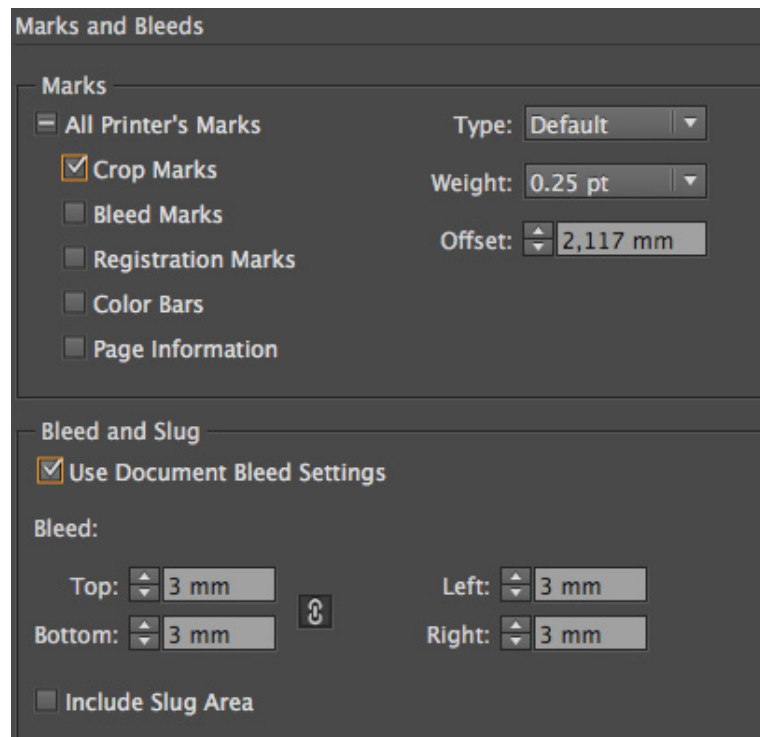 Marks and Bleeds
Marks
All Printer's Marks
Type: Default
Crop Marks
Weight: 0.25 pt
Bleed Marks
Offset: 2,117 mm
Registration Marks
Color Bars
Page Information
Bleed and Slug
Use Document Bleed Settings
Bleed:
Top: 3 mm
Left: 3 mm
Bottom: 3 mm
Right: 3 mm
Include Slug Area